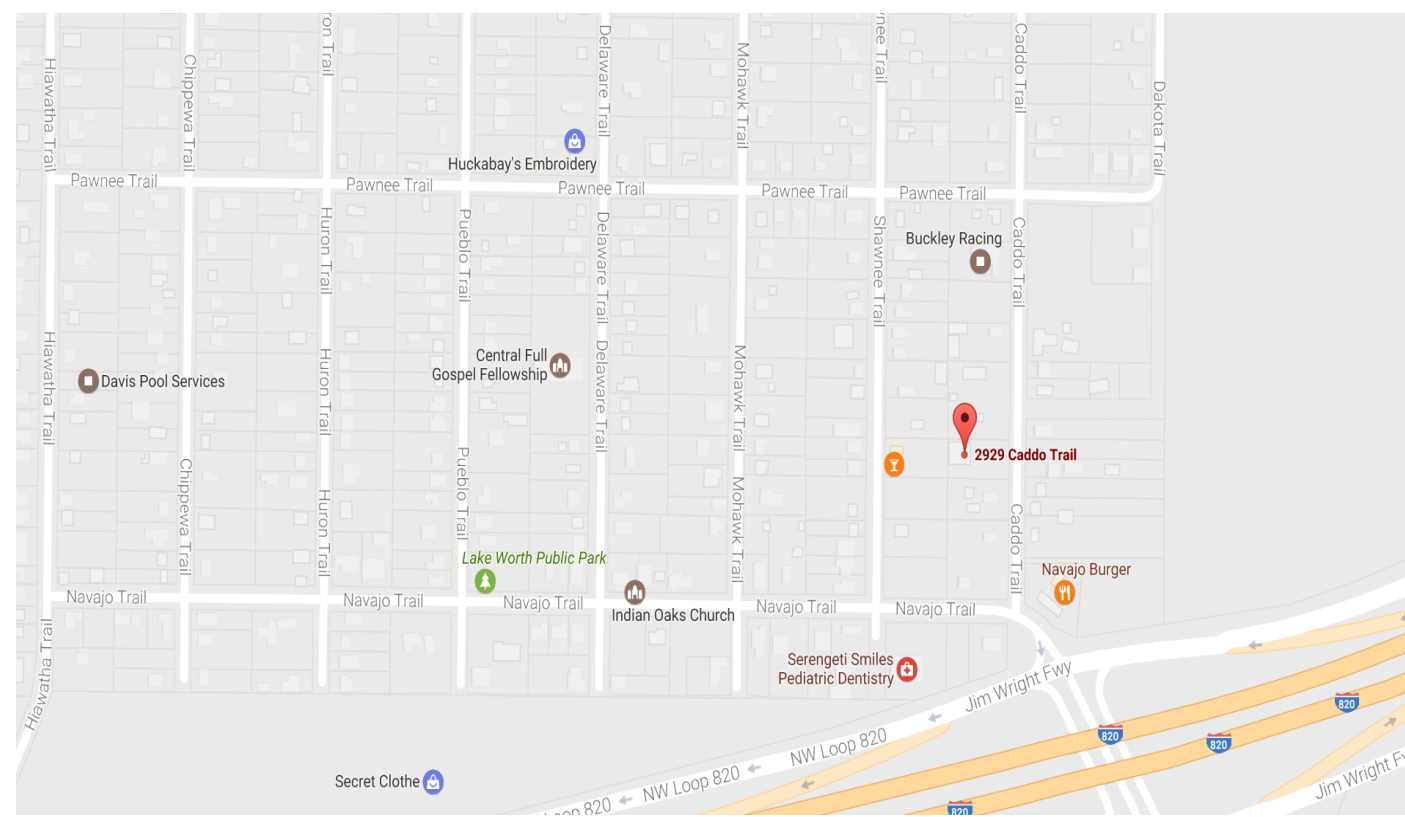 Hiawatha Trail
Chippewa Trail
ron Trail
Delaware Trail
Mohawk Trail
nee Trail
Caddo Trail
Dakota Trail
Huckabay's Embroidery
Pawnee Trail
Pawnee Trail
Pawnee Trail
Pawnee Trail
Pawnee Trail
Huron Trail
Pueblo Trail
Delaware Trail
Shawnee Trail
Caddo Trail
Buckley Racing
Hiawatha Trail
Huron Trail
Delaware Trail
Mohawk Trail
Central Full
Gospel Fellowship
Davis Pool Services
2929 Caddo Trail
Chippewa Trail
Huron Trail
Pueblo Trail
Mohawk Trail
Caddo Trail
Lake Worth Public Park
Navajo Burger
Navajo Trail
Navajo Trail
Navajo Trail
Navajo Trail
Navajo Trail
Indian Oaks Church
Hiawatha Trail
Serengeti Smiles
Pediatric Dentistry
Jim Wright Fwy
820
820
820
NW Loop 820
NW Loop 820
Secret Clothe
Jim Wright Fw
oop 820
820